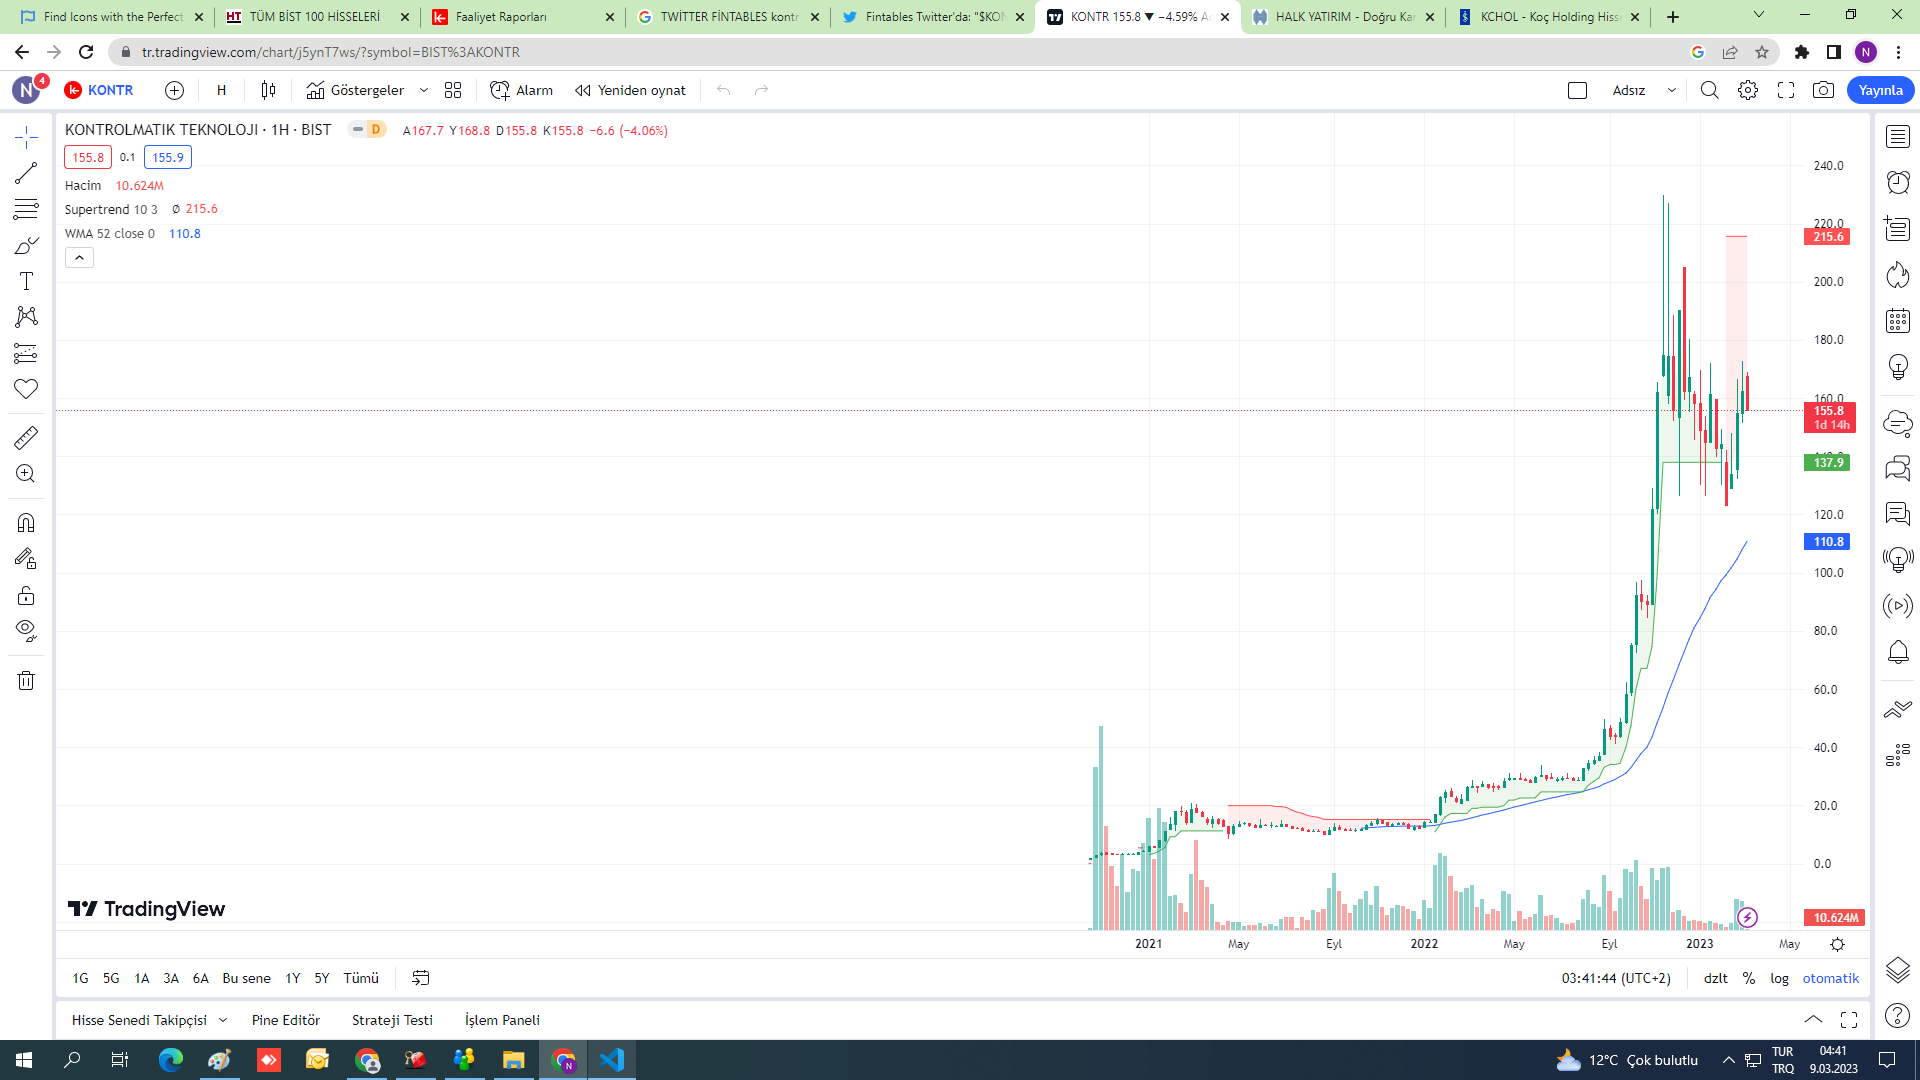 Find Icons with the Perfect
TÜM BİST 100 HİSSELERİ
Faaliyet Raporları
TWİTTER FİNTABLES kontr
Fintables Twitter'da: "$KON
KONTR 155.8 ▼ −4.59%
HALK YATIRIM - Doğru Kar
KCHOL - Koç Holding Hiss
tr.tradingview.com/chart/j5ynT7ws/?symbol=BIST%3AKONTR
N
N
4
KONTR
H
Göstergeler
Alarm
Yeniden oynat
Adsız
Yayınla
KONTROLMATIK TEKNOLOJI · 1H · BIST
D
A167.7 Y168.8 D155.8 K155.8 −6.6 (−4.06%)
155.8
0.1
155.9
Hacim 10.624M
Supertrend 10 3 Ø 215.6
WMA 52 close 0 110.8
240.0
220.0
215.6
200.0
180.0
160.0
155.8
1d 14h
137.9
120.0
110.8
100.0
80.0
60.0
40.0
20.0
0.0
10.624M
TradingView
2021
May
Eyl
2022
May
Eyl
2023
May
1G
5G
1A
3A
6A
Bu sene
1Y
5Y
Tümü
03:41:44 (UTC+2)
dzlt
%
log
otomatik
Hisse Senedi Takipçisi
Pine Editör
Strateji Testi
İşlem Paneli
12°C Çok bulutlu
TUR
TRQ
04:41
9.03.2023